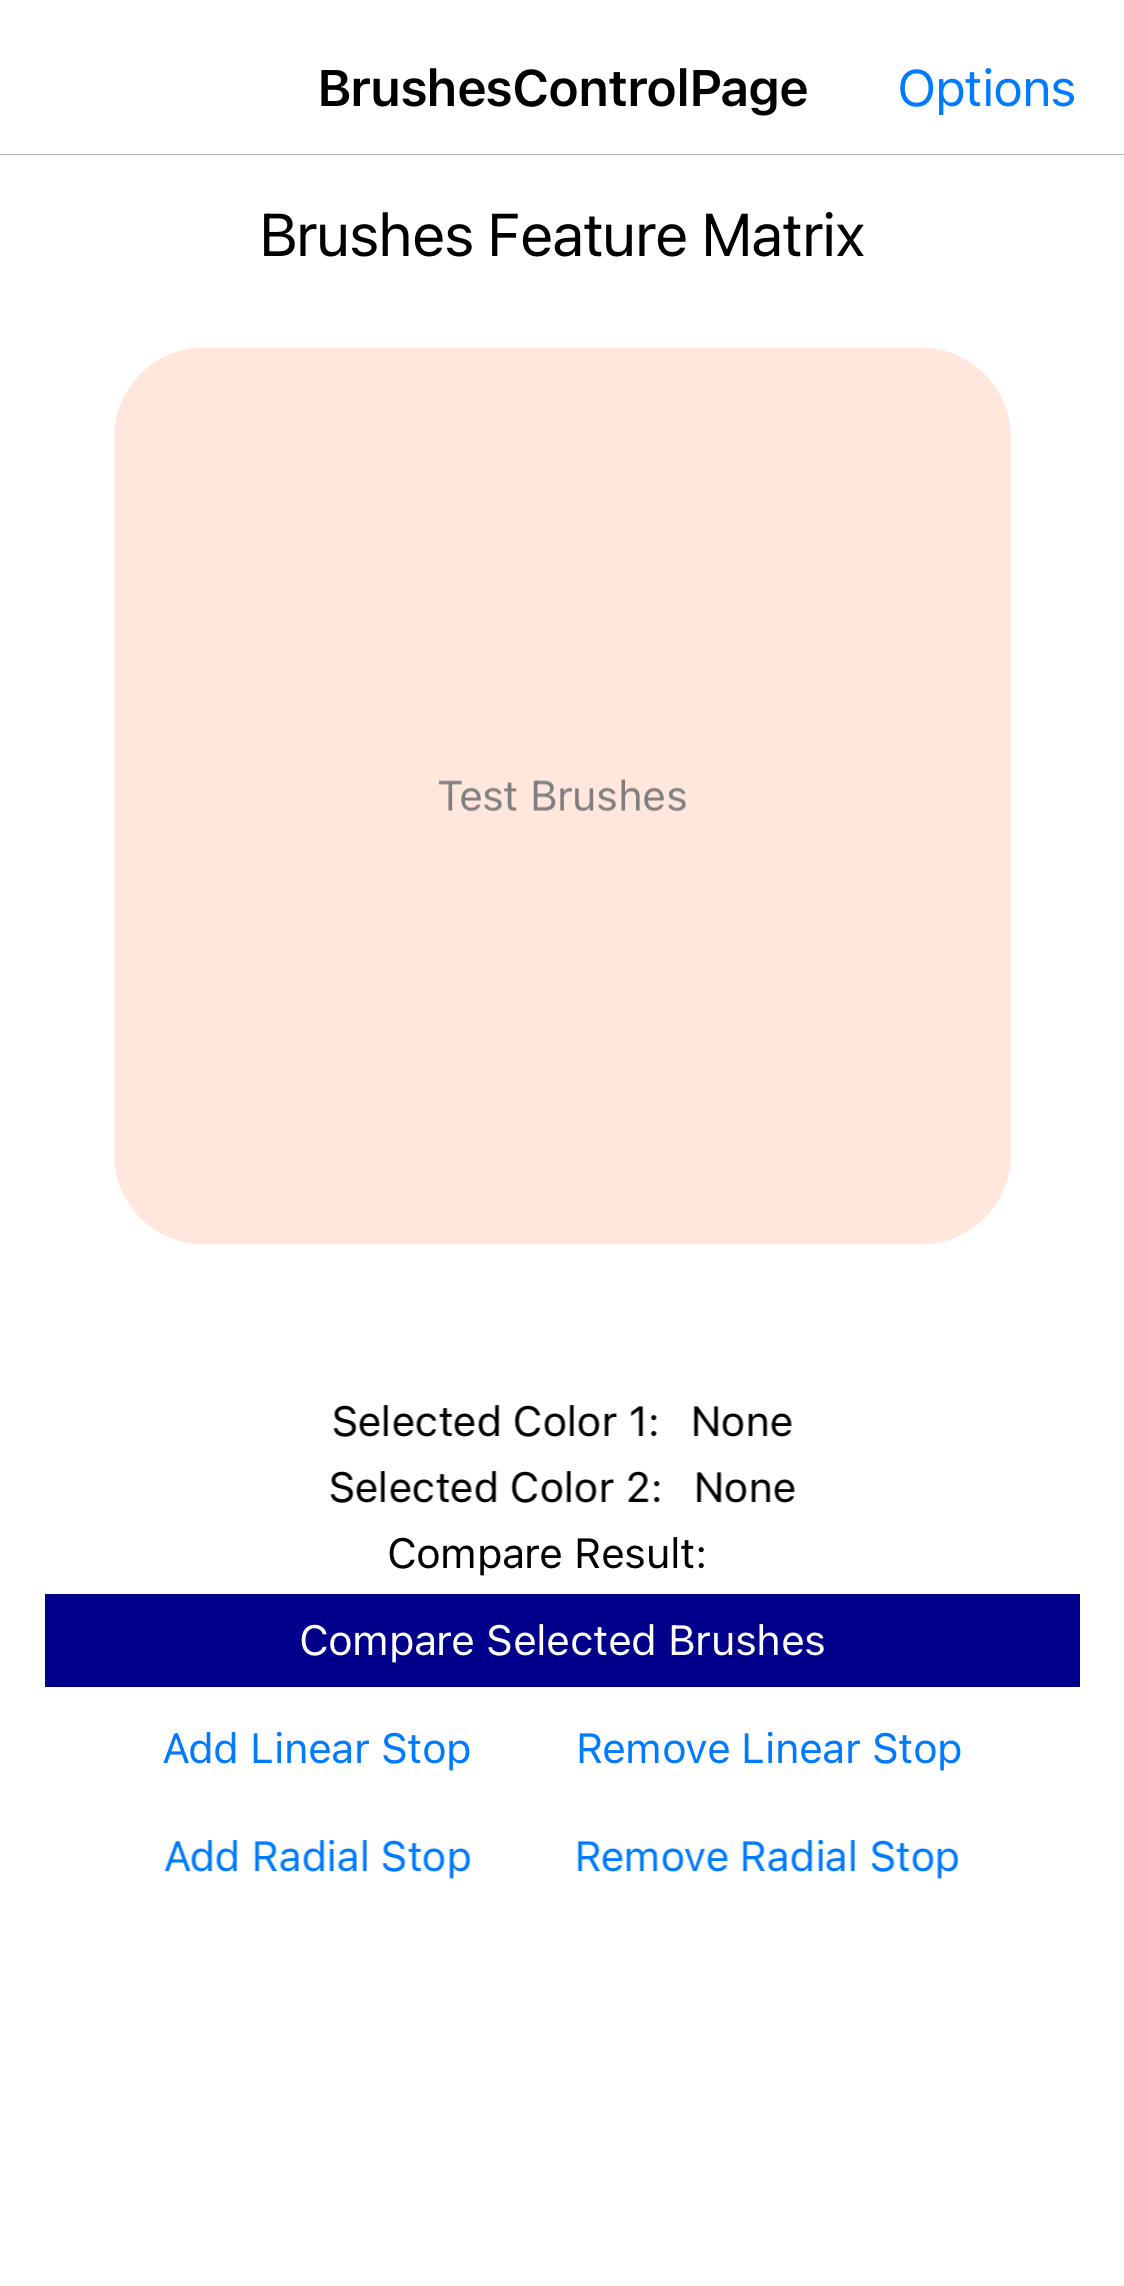 BrushesControlPage Options
Brushes Feature Matrix
Test Brushes
Selected Color 1: None
Selected Color 2: None
Compare Result:
Compare Selected Brushes
Add Linear Stop Remove Linear Stop
Add Radial Stop Remove Radial Stop